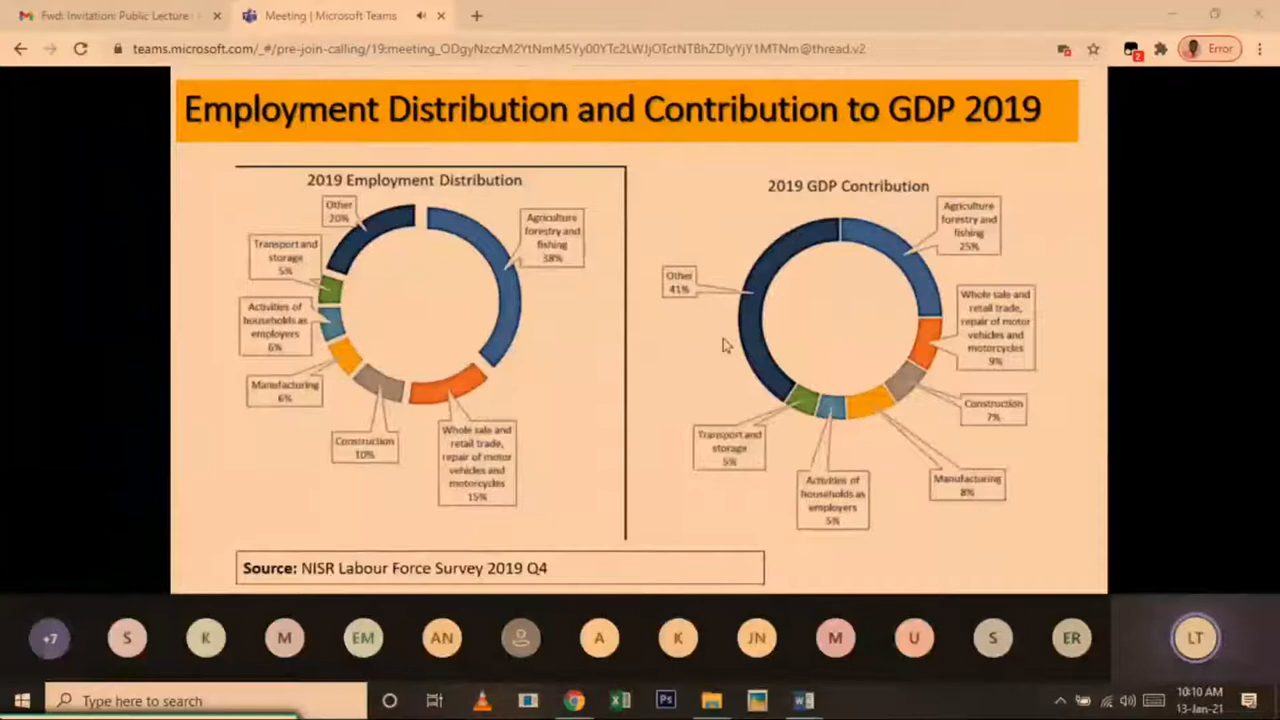 Fwd: Invitation: Public Lecture
Meeting | Microsoft Teams
teams.microsoft.com/_#/pre-join-calling/19:meeting_ODgyNzczM2YtNmM5Yy00YTc2LWJjOTctNTBhZDIyYjY1MTNm@thread.v2
2
Error
Employment Distribution and Contribution to GDP 2019
2019 Employment Distribution
Other
20%
Agriculture
forestry and
fishing
38%
Transport and
storage
5%
Activities of
households as
employers
6%
Manufacturing
6%
Construction
10%
Whole sale and
retail trade,
repair of motor
vehicles and
motorcycles
15%
2019 GDP Contribution
Agriculture
forestry and
fishing
25%
Other
41%
Whole sale and
retail trade,
repair of motor
vehicles and
motorcycles
9%
Construction
7%
Transport and
storage
5%
Activities of
households as
employers
5%
Manufacturing
8%
Source: NISR Labour Force Survey 2019 Q4
+7
S
K
M
EM
AN
A
K
JN
M
U
S
ER
LT
Type here to search
Ps
10:10 AM
13-Jan-21